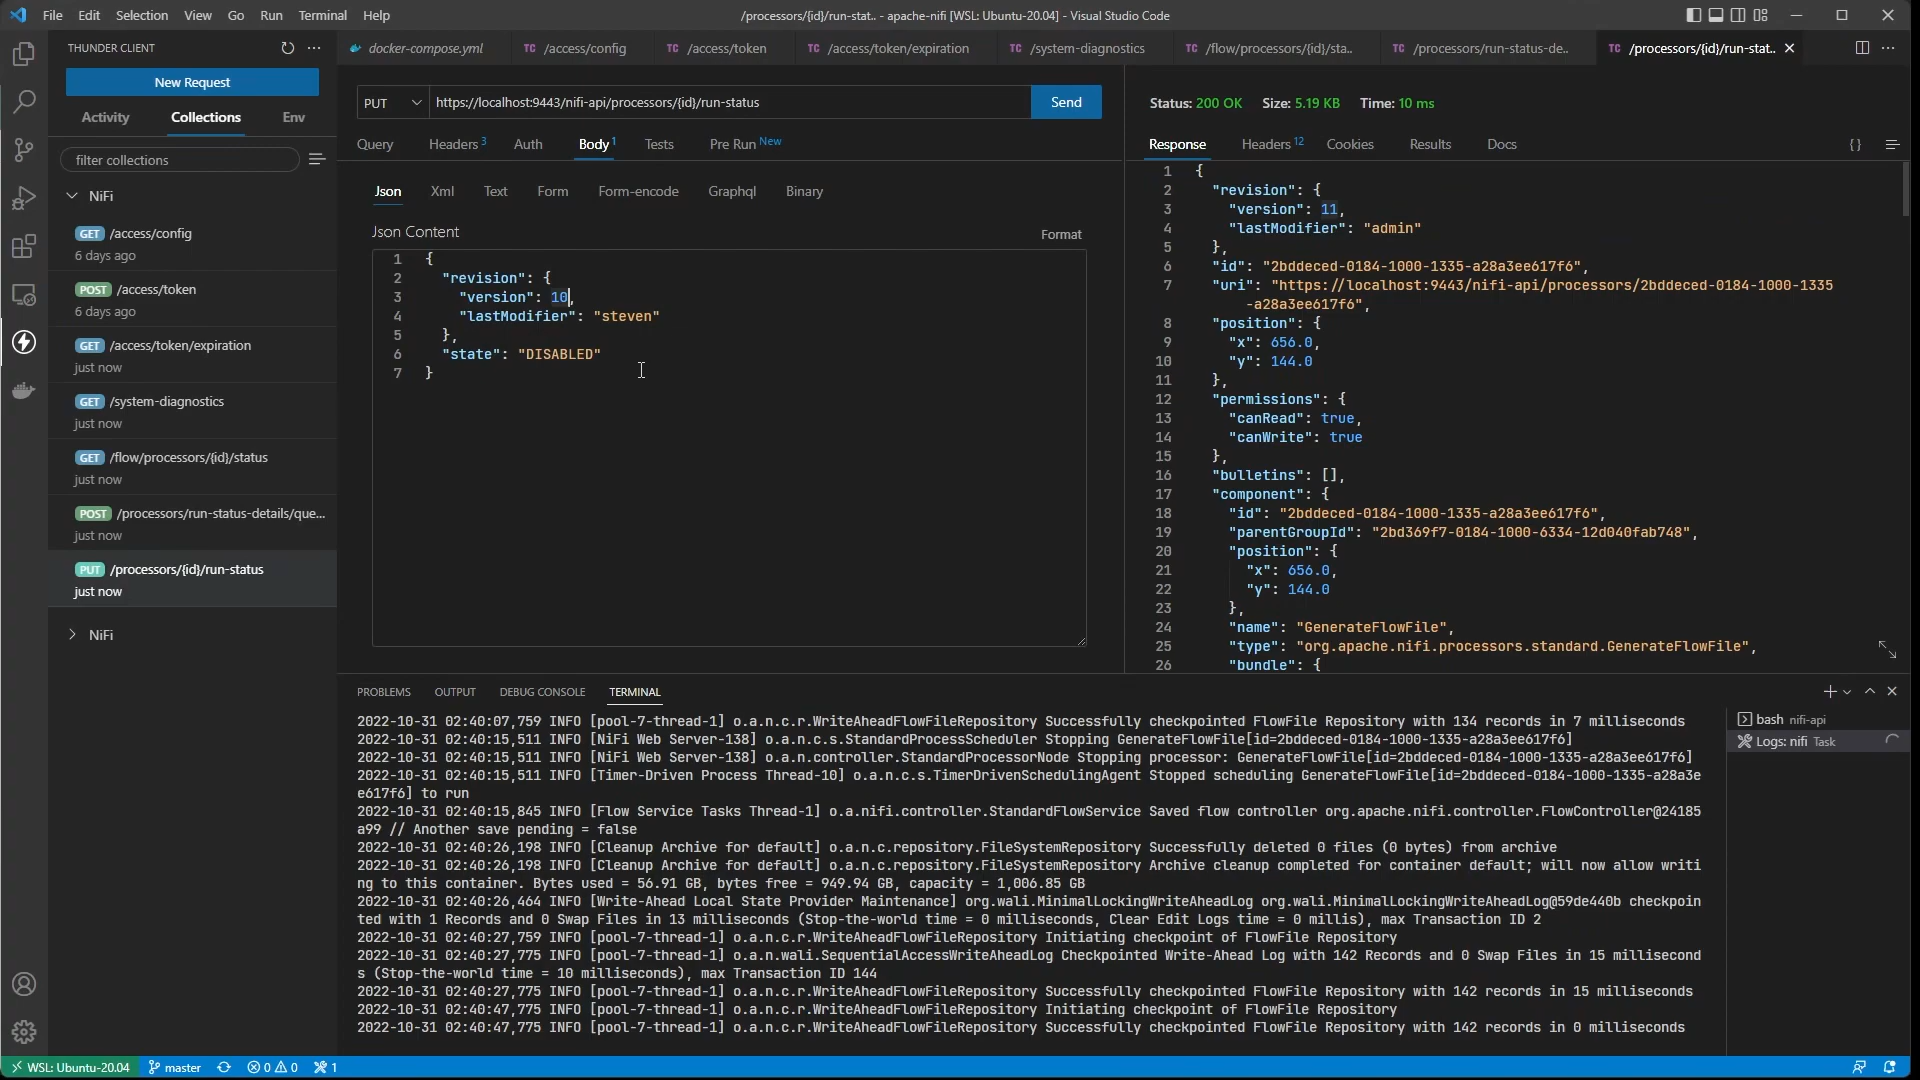 File Edit Selection View Go Run Terminal Help
/processors/{id}/run-stat.. - apache-nifi [WSL: Ubuntu-20.04] - Visual Studio Code
THUNDER CLIENT
New Request
Activity Collections Env
filter collections
NiFi
GET /access/config
6 days ago
POST /access/token
6 days ago
GET /access/token/expiration
just now
GET /system-diagnostics
just now
GET /flow/processors/{id}/status
just now
POST /processors/run-status-details/que...
just now
PUT /processors/{id}/run-status
just now
NiFi
docker-compose.yml TC /access/config TC /access/token TC /access/token/expiration TC /system-diagnostics TC /flow/processors/{id}/sta.. TC /processors/run-status-de.. TC /processors/{id}/run-stat..
PUT https://localhost:9443/nifi-api/processors/{id}/run-status Send
Query Headers 3 Auth Body 1 Tests Pre Run New
Json Xml Text Form Form-encode Graphql Binary
Json Content
Format
1 {
2 "revision": {
3 "version": 10,
4 "lastModifier": "steven"
5 },
6 "state": "DISABLED"
7 }
Status: 200 OK Size: 5.19 KB Time: 10 ms
Response Headers 12 Cookies Results Docs {}
1 {
2 "revision": {
3 "version": 11,
4 "lastModifier": "admin"
5 },
6 "id": "2bddeced-0184-1000-1335-a28a3ee617f6",
7 "uri": "https://localhost:9443/nifi-api/processors/2bddeced-0184-1000-1335
-a28a3ee617f6",
8 "position": {
9 "x": 656.0,
10 "y": 144.0
11 },
12 "permissions": {
13 "canRead": true,
14 "canWrite": true
15 },
16 "bulletins": [],
17 "component": {
18 "id": "2bddeced-0184-1000-1335-a28a3ee617f6",
19 "parentGroupId": "2bd369f7-0184-1000-6334-12d040fab748",
20 "position": {
21 "x": 656.0,
22 "y": 144.0
23 },
24 "name": "GenerateFlowFile",
25 "type": "org.apache.nifi.processors.standard.GenerateFlowFile",
26 "bundle": {
PROBLEMS OUTPUT DEBUG CONSOLE TERMINAL
2022-10-31 02:40:07,759 INFO [pool-7-thread-1] o.a.n.c.r.WriteAheadFlowFileRepository Successfully checkpointed FlowFile Repository with 134 records in 7 milliseconds
2022-10-31 02:40:15,511 INFO [NiFi Web Server-138] o.a.n.c.s.StandardProcessScheduler Stopping GenerateFlowFile[id=2bddeced-0184-1000-1335-a28a3ee617f6]
2022-10-31 02:40:15,511 INFO [NiFi Web Server-138] o.a.n.controller.StandardProcessorNode Stopping processor: GenerateFlowFile[id=2bddeced-0184-1000-1335-a28a3ee617f6]
2022-10-31 02:40:15,511 INFO [Timer-Driven Process Thread-10] o.a.n.c.s.TimerDrivenSchedulingAgent Stopped scheduling GenerateFlowFile[id=2bddeced-0184-1000-1335-a28a3e
e617f6] to run
2022-10-31 02:40:15,845 INFO [Flow Service Tasks Thread-1] o.a.nifi.controller.StandardFlowService Saved flow controller org.apache.nifi.controller.FlowController@24185
a99 // Another save pending = false
2022-10-31 02:40:26,198 INFO [Cleanup Archive for default] o.a.n.c.repository.FileSystemRepository Successfully deleted 0 files (0 bytes) from archive
2022-10-31 02:40:26,198 INFO [Cleanup Archive for default] o.a.n.c.repository.FileSystemRepository Archive cleanup completed for container default; will now allow writi
ng to this container. Bytes used = 56.91 GB, bytes free = 949.94 GB, capacity = 1,006.85 GB
2022-10-31 02:40:26,464 INFO [Write-Ahead Local State Provider Maintenance] org.wali.MinimalLockingWriteAheadLog org.wali.MinimalLockingWriteAheadLog@59de440b checkpoin
ted with 1 Records and 0 Swap Files in 13 milliseconds (Stop-the-world time = 0 milliseconds, Clear Edit Logs time = 0 millis), max Transaction ID 2
2022-10-31 02:40:27,759 INFO [pool-7-thread-1] o.a.n.c.r.WriteAheadFlowFileRepository Initiating checkpoint of FlowFile Repository
2022-10-31 02:40:27,775 INFO [pool-7-thread-1] o.a.n.wali.SequentialAccessWriteAheadLog Checkpointed Write-Ahead Log with 142 Records and 0 Swap Files in 15 millisecond
s (Stop-the-world time = 10 milliseconds), max Transaction ID 144
2022-10-31 02:40:27,775 INFO [pool-7-thread-1] o.a.n.c.r.WriteAheadFlowFileRepository Successfully checkpointed FlowFile Repository with 142 records in 15 milliseconds
2022-10-31 02:40:47,775 INFO [pool-7-thread-1] o.a.n.c.r.WriteAheadFlowFileRepository Initiating checkpoint of FlowFile Repository
2022-10-31 02:40:47,775 INFO [pool-7-thread-1] o.a.n.c.r.WriteAheadFlowFileRepository Successfully checkpointed FlowFile Repository with 142 records in 0 milliseconds
bash nifi-api
Logs: nifi Task
WSL: Ubuntu-20.04 master 0 0 1